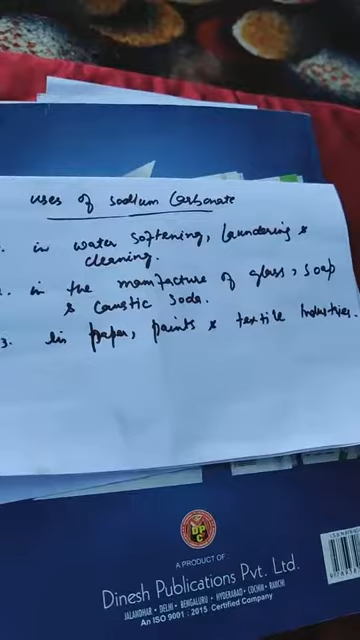 uses of Sodium Carbonate
in water softening, laundering &
cleaning.
in the manfacture of glass, soap
& caustic soda.
3. in paper, paints & textile Industries.
DPC
A PRODUCT OF :
Dinesh Publications Pvt. Ltd.
JALANDHAR • DELHI • BENGALURU • HYDERABAD • COCHIN • RANCHI
An ISO 9001 : 2015 Certified Company